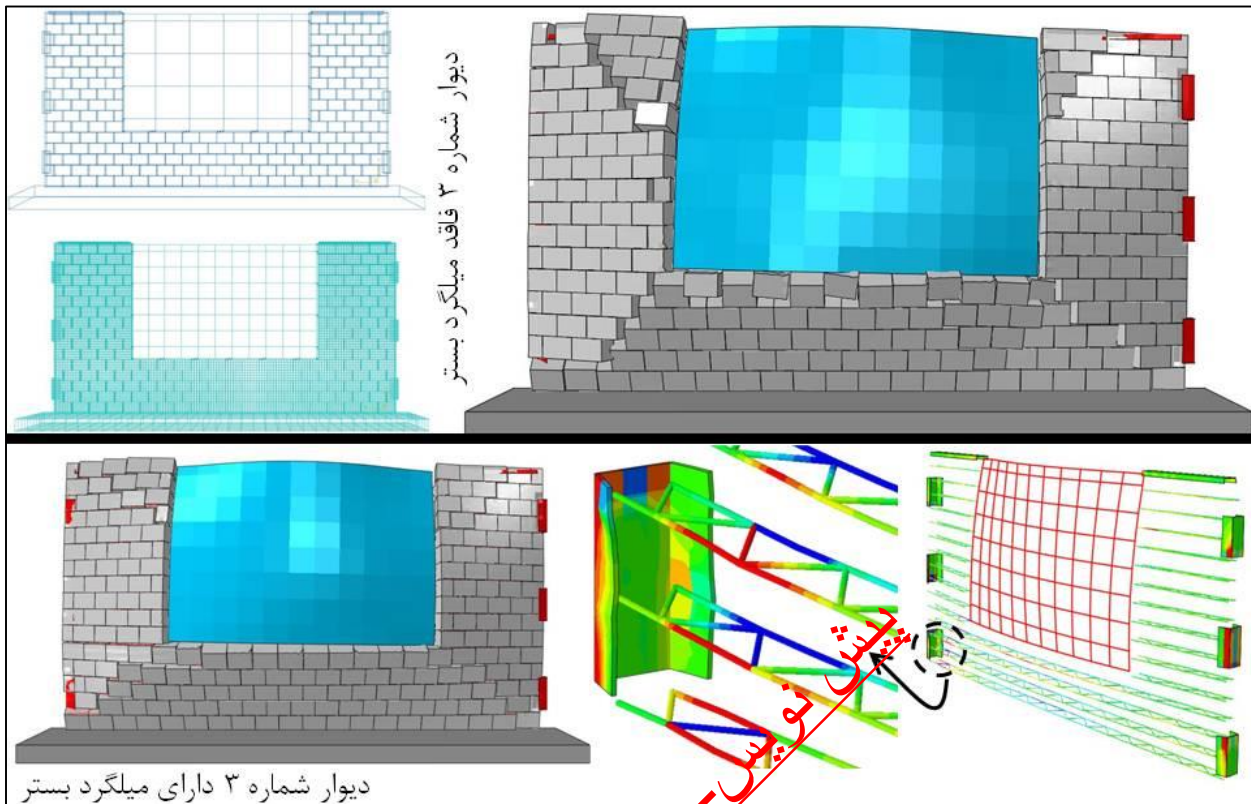 دیوار شماره ۳ فاقد میلگرد بستر
پیش نویس-
دیوار شماره ۳ دارای میلگرد بستر